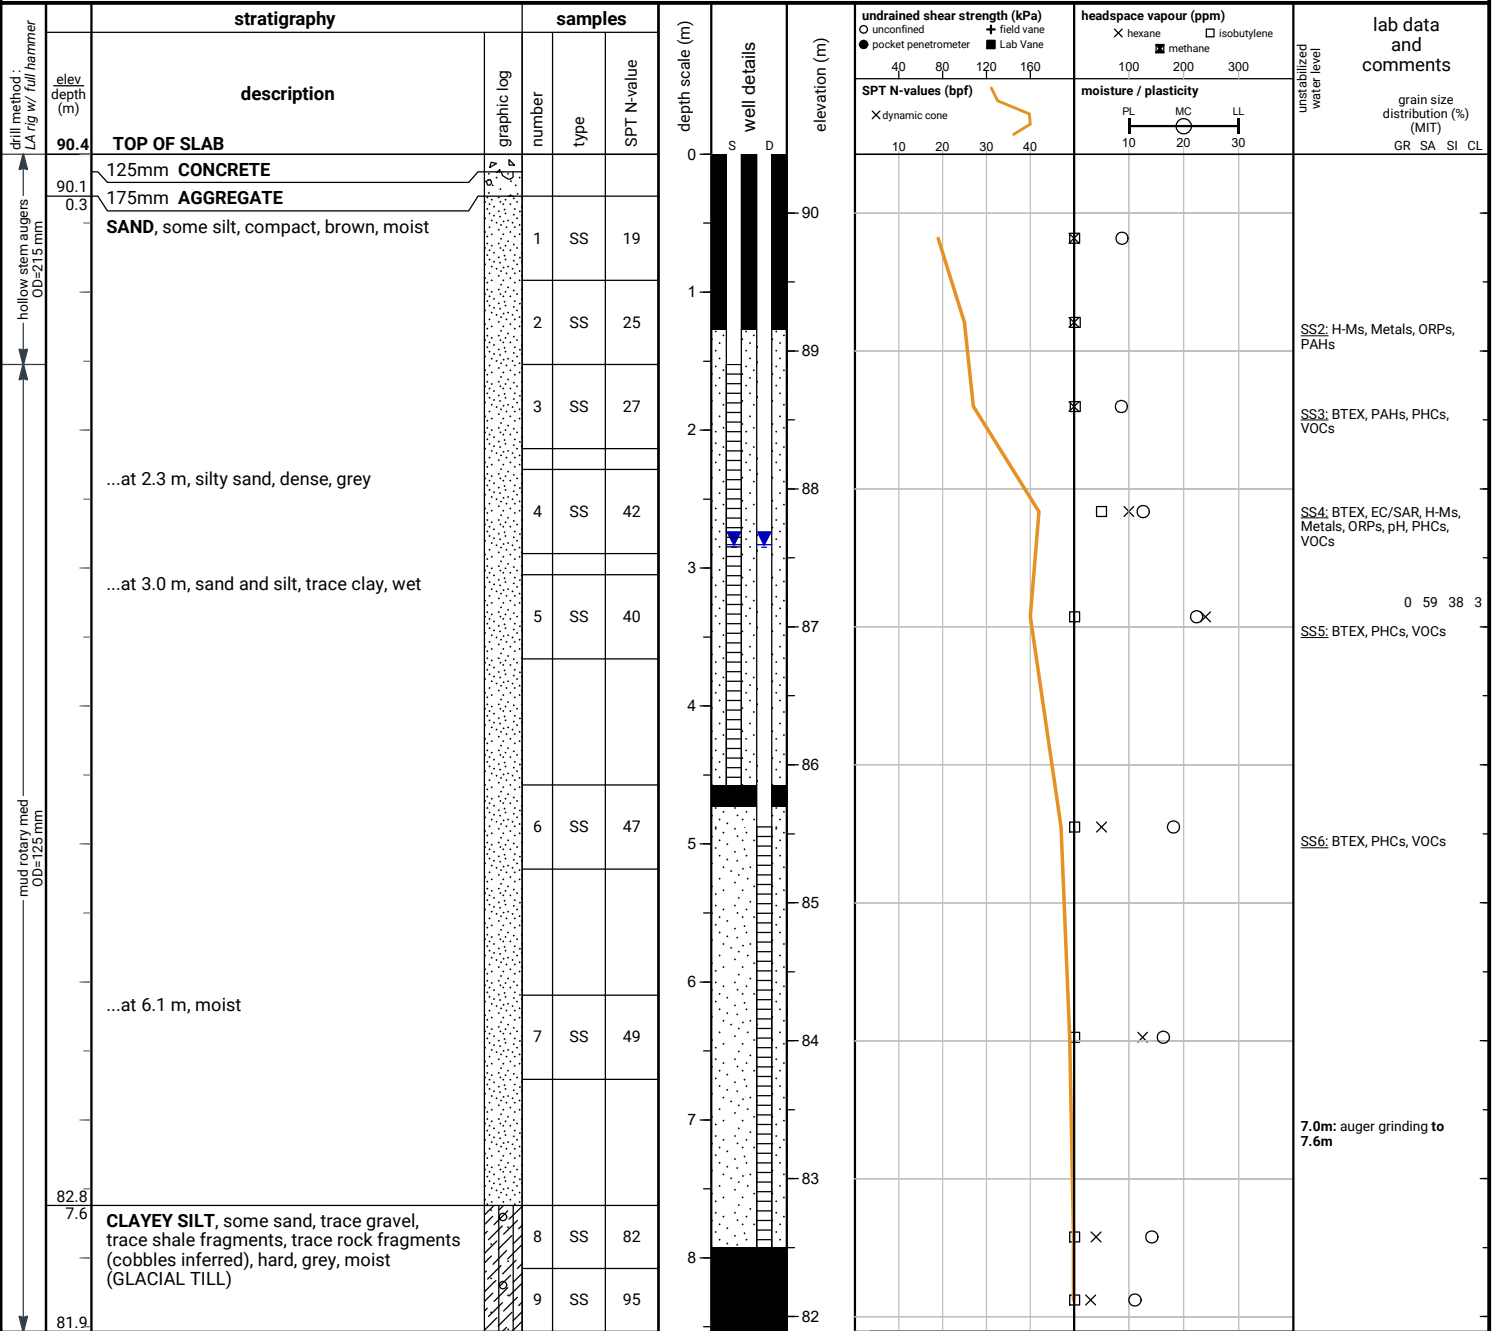 stratigraphy
samples
drill method :
LA rig w/ full hammer
elev
depth
(m)
description
graphic log
number
type
SPT N-value
depth scale (m)
well details
S D
elevation (m)
undrained shear strength (kPa)
unconfined
field vane
pocket penetrometer
Lab Vane
40 80 120 160
SPT N-values (bpf)
dynamic cone
10 20 30 40
headspace vapour (ppm)
hexane
isobutylene
methane
100 200 300
moisture / plasticity
PL MC LL
10 20 30
unstabilized
water level
lab data
and
comments
grain size
distribution (%)
(MIT)
GR SA SI CL
90.4 TOP OF SLAB
125mm CONCRETE
90.1
0.3
175mm AGGREGATE
SAND, some silt, compact, brown, moist
hollow stem augers
OD=215 mm
1 SS 19
2 SS 25
3 SS 27
...at 2.3 m, silty sand, dense, grey
4 SS 42
...at 3.0 m, sand and silt, trace clay, wet
5 SS 40
6 SS 47
mud rotary med
OD=125 mm
...at 6.1 m, moist
7 SS 49
82.8
7.6
CLAYEY SILT, some sand, trace gravel,
trace shale fragments, trace rock fragments
(cobbles inferred), hard, grey, moist
(GLACIAL TILL)
8 SS 82
9 SS 95
81.9
0
1
2
3
4
5
6
7
8
90
89
88
87
86
85
84
83
82
SS2: H-Ms, Metals, ORPs,
PAHs
SS3: BTEX, PAHs, PHCs,
VOCs
SS4: BTEX, EC/SAR, H-Ms,
Metals, ORPs, pH, PHCs,
VOCs
0 59 38 3
SS5: BTEX, PHCs, VOCs
SS6: BTEX, PHCs, VOCs
7.0m: auger grinding to
7.6m